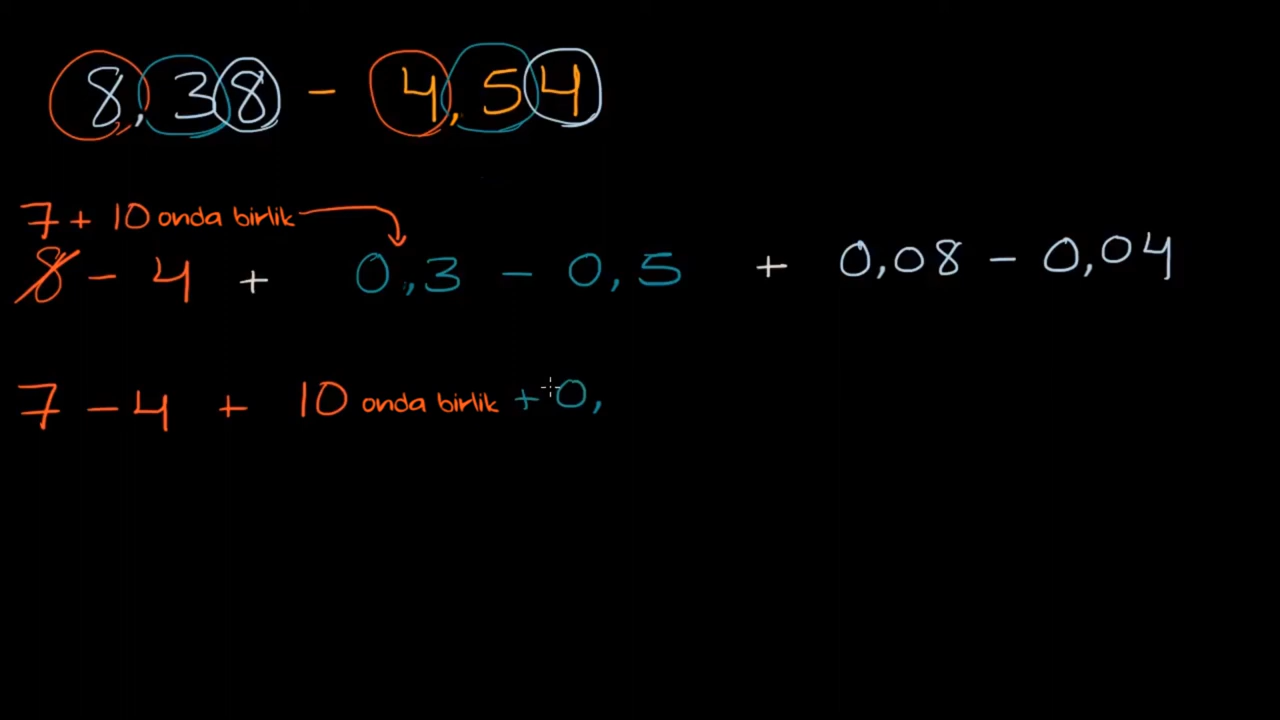 8,38 - 4,54
7 + 10 onda birlik
8 - 4 + 0,3 - 0,5 + 0,08 - 0,04
7 - 4 + 10 onda birlik + 0,